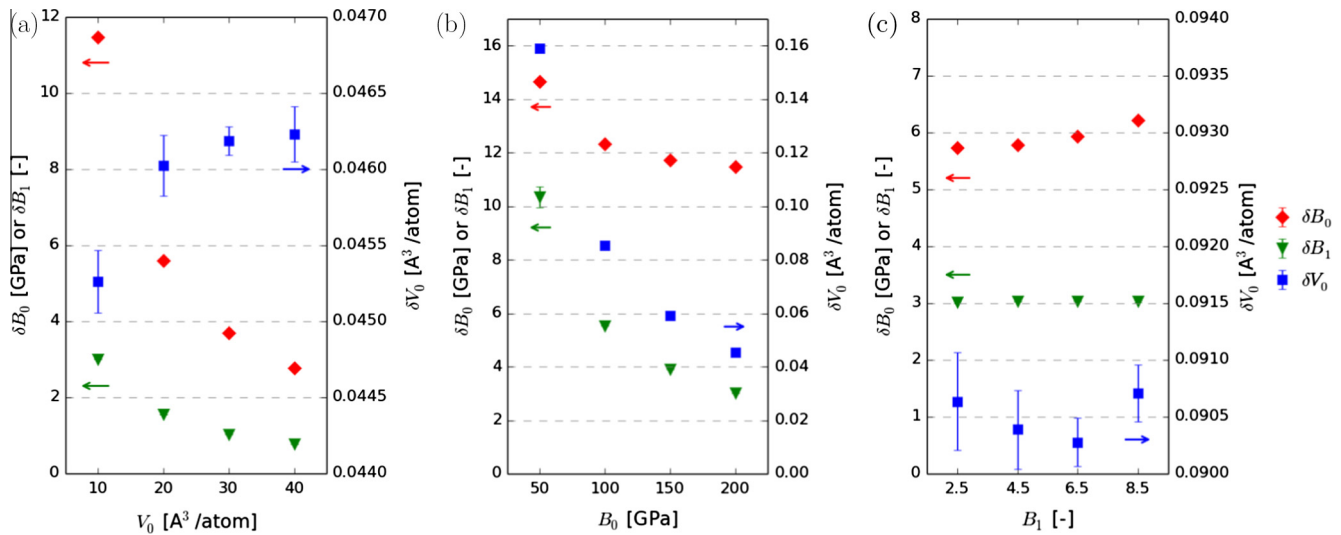 (a)
12
10
8
6
4
2
0
δB₀ [GPa] or δB₁ [-]
10 20 30 40
V₀ [A³/atom]
0.0470
0.0465
0.0460
0.0455
0.0450
0.0445
0.0440
δV₀ [A³/atom]
(b)
16
14
12
10
8
6
4
2
0
δB₀ [GPa] or δB₁ [-]
50 100 150 200
B₀ [GPa]
0.16
0.14
0.12
0.10
0.08
0.06
0.04
0.02
0.00
δV₀ [A³/atom]
(c)
8
7
6
5
4
3
2
1
0
δB₀ [GPa] or δB₁ [-]
2.5 4.5 6.5 8.5
B₁ [-]
0.0940
0.0935
0.0930
0.0925
0.0920
0.0915
0.0910
0.0905
0.0900
δV₀ [A³/atom]
δB₀
δB₁
δV₀